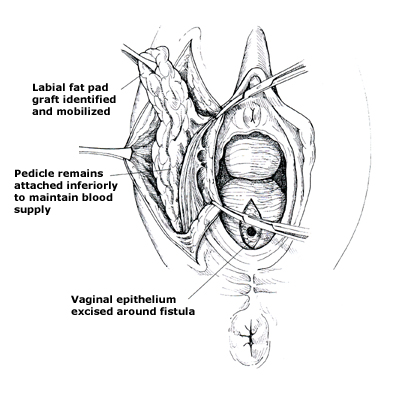 Labial fat pad
graft identified
and mobilized
Pedicle remains
attached inferiorly
to maintain blood
supply
Vaginal epithelium
excised around fistula